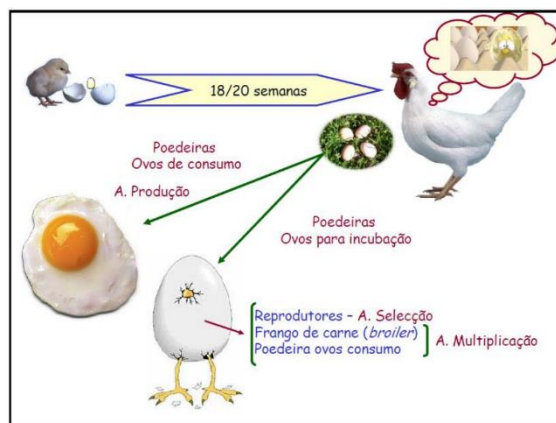 18/20 semanas
Poedeiras
Ovos de consumo
A. Produção
Poedeiras
Ovos para incubação
Reprodutores – A. Selecção
Frango de carne (broiler)
Poedeira ovos consumo
A. Multiplicação